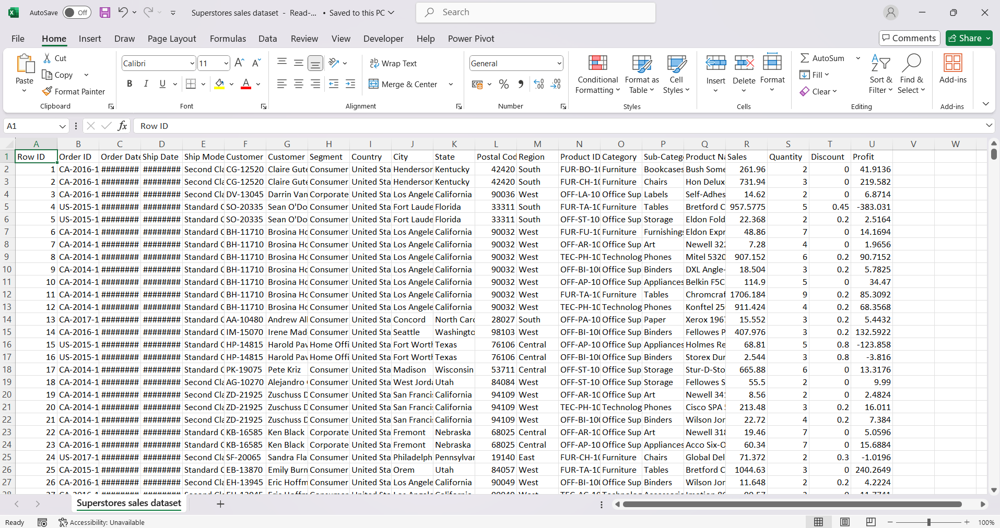 AutoSave Off Superstores sales dataset - Read-... • Saved to this PC Search
File Home Insert Draw Page Layout Formulas Data Review View Developer Help Power Pivot Comments Share
Paste Cut Copy Format Painter Clipboard
Calibri 11 B I U A Font
Wrap Text Merge & Center Alignment
General % Number
Conditional Formatting Format as Table Cell Styles Styles
Insert Delete Format Cells
AutoSum Fill Clear Sort & Filter Find & Select Editing
Add-ins Add-ins
A1 fx Row ID
A B C D E F G H I J K L M N O P Q R S T U V W
1 Row ID Order ID Order Date Ship Date Ship Mode Customer Customer Segment Country City State Postal Cod Region Product ID Category Sub-Categ Product Na Sales Quantity Discount Profit
2 1 CA-2016-1 ######## ######## Second Cla CG-12520 Claire Gute Consumer United Sta Henderson Kentucky 42420 South FUR-BO-10 Furniture Bookcases Bush Some 261.96 2 0 41.9136
3 2 CA-2016-1 ######## ######## Second Cla CG-12520 Claire Gute Consumer United Sta Henderson Kentucky 42420 South FUR-CH-10 Furniture Chairs Hon Delux 731.94 3 0 219.582
4 3 CA-2016-1 ######## ######## Second Cla DV-13045 Darrin Van Corporate United Sta Los Angele California 90036 West OFF-LA-10 Office Sup Labels Self-Adhes 14.62 2 0 6.8714
5 4 US-2015-1 ######## ######## Standard C SO-20335 Sean O'Do Consumer United Sta Fort Laude Florida 33311 South FUR-TA-10 Furniture Tables Bretford C 957.5775 5 0.45 -383.031
6 5 US-2015-1 ######## ######## Standard C SO-20335 Sean O'Do Consumer United Sta Fort Laude Florida 33311 South OFF-ST-10 Office Sup Storage Eldon Fold 22.368 2 0.2 2.5164
7 6 CA-2014-1 ######## ######## Standard C BH-11710 Brosina Ho Consumer United Sta Los Angele California 90032 West FUR-FU-10 Furniture Furnishings Eldon Expr 48.86 7 0 14.1694
8 7 CA-2014-1 ######## ######## Standard C BH-11710 Brosina Ho Consumer United Sta Los Angele California 90032 West OFF-AR-10 Office Sup Art Newell 322 7.28 4 0 1.9656
9 8 CA-2014-1 ######## ######## Standard C BH-11710 Brosina Ho Consumer United Sta Los Angele California 90032 West TEC-PH-10 Technolog Phones Mitel 5320 907.152 6 0.2 90.7152
10 9 CA-2014-1 ######## ######## Standard C BH-11710 Brosina Ho Consumer United Sta Los Angele California 90032 West OFF-BI-100 Office Sup Binders DXL Angle- 18.504 3 0.2 5.7825
11 10 CA-2014-1 ######## ######## Standard C BH-11710 Brosina Ho Consumer United Sta Los Angele California 90032 West OFF-AP-10 Office Sup Appliances Belkin F5C 114.9 5 0 34.47
12 11 CA-2014-1 ######## ######## Standard C BH-11710 Brosina Ho Consumer United Sta Los Angele California 90032 West FUR-TA-10 Furniture Tables Chromcraf 1706.184 9 0.2 85.3092
13 12 CA-2014-1 ######## ######## Standard C BH-11710 Brosina Ho Consumer United Sta Los Angele California 90032 West TEC-PH-10 Technolog Phones Konftel 25 911.424 4 0.2 68.3568
14 13 CA-2017-1 ######## ######## Standard C AA-10480 Andrew All Consumer United Sta Concord North Caro 28027 South OFF-PA-10 Office Sup Paper Xerox 1967 15.552 3 0.2 5.4432
15 14 CA-2016-1 ######## ######## Standard C IM-15070 Irene Mad Consumer United Sta Seattle Washingto 98103 West OFF-BI-100 Office Sup Binders Fellowes P 407.976 3 0.2 132.5922
16 15 US-2015-1 ######## ######## Standard C HP-14815 Harold Pav Home Offi United Sta Fort Worth Texas 76106 Central OFF-AP-10 Office Sup Appliances Holmes Re 68.81 5 0.8 -123.858
17 16 US-2015-1 ######## ######## Standard C HP-14815 Harold Pav Home Offi United Sta Fort Worth Texas 76106 Central OFF-BI-100 Office Sup Binders Storex Dur 2.544 3 0.8 -3.816
18 17 CA-2014-1 ######## ######## Standard C PK-19075 Pete Kriz Consumer United Sta Madison Wisconsin 53711 Central OFF-ST-10 Office Sup Storage Stur-D-Sto 665.88 6 0 13.3176
19 18 CA-2014-1 ######## ######## Second Cla AG-10270 Alejandro Consumer United Sta West Jorda Utah 84084 West OFF-ST-10 Office Sup Storage Fellowes S 55.5 2 0 9.99
20 19 CA-2014-1 ######## ######## Second Cla ZD-21925 Zuschuss D Consumer United Sta San Franci California 94109 West OFF-AR-10 Office Sup Art Newell 341 8.56 2 0 2.4824
21 20 CA-2014-1 ######## ######## Second Cla ZD-21925 Zuschuss D Consumer United Sta San Franci California 94109 West TEC-PH-10 Technolog Phones Cisco SPA 213.48 3 0.2 16.011
22 21 CA-2014-1 ######## ######## Second Cla ZD-21925 Zuschuss D Consumer United Sta San Franci California 94109 West OFF-BI-100 Office Sup Binders Wilson Jor 22.72 4 0.2 7.384
23 22 CA-2016-1 ######## ######## Standard C KB-16585 Ken Black Corporate United Sta Fremont Nebraska 68025 Central OFF-AR-10 Office Sup Art Newell 318 19.46 7 0 5.0596
24 23 CA-2016-1 ######## ######## Standard C KB-16585 Ken Black Corporate United Sta Fremont Nebraska 68025 Central OFF-AP-10 Office Sup Appliances Acco Six-O 60.34 7 0 15.6884
25 24 US-2017-1 ######## ######## Second Cla SF-20065 Sandra Fla Consumer United Sta Philadelph Pennsylvan 19140 East FUR-CH-10 Furniture Chairs Global Del 71.372 2 0.3 -1.0196
26 25 CA-2015-1 ######## ######## Standard C EB-13870 Emily Burn Consumer United Sta Orem Utah 84057 West FUR-TA-10 Furniture Tables Bretford C 1044.63 3 0 240.2649
27 26 CA-2016-1 ######## ######## Second Cla EH-13945 Eric Hoffm Consumer United Sta Los Angele California 90049 West OFF-BI-100 Office Sup Binders Wilson Jor 11.648 2 0.2 4.2224
Superstores sales dataset
Ready Accessibility: Unavailable 100%